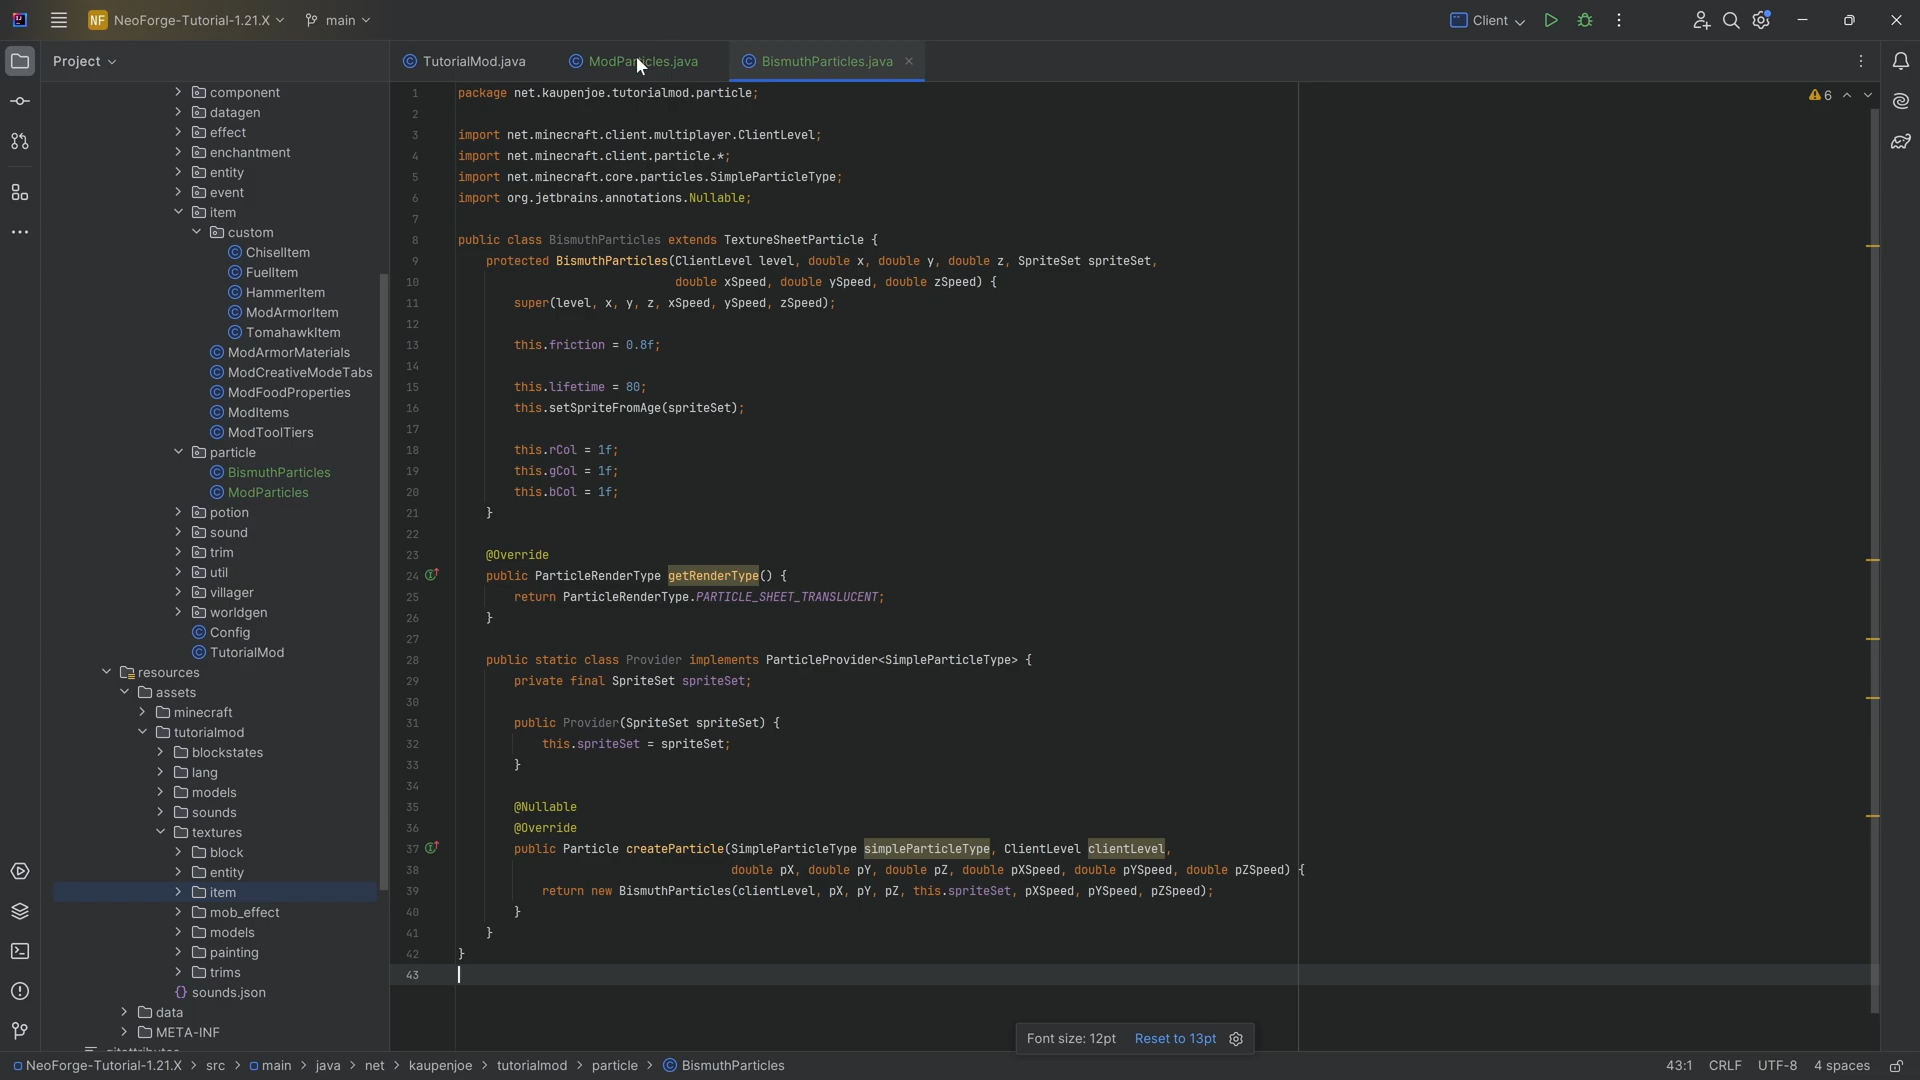 NF NeoForge-Tutorial-1.21.X main Client
Project
TutorialMod.java ModParticles.java BismuthParticles.java
component
datagen
effect
enchantment
entity
event
item
custom
ChiselItem
FuelItem
HammerItem
ModArmorItem
TomahawkItem
ModArmorMaterials
ModCreativeModeTabs
ModFoodProperties
ModItems
ModToolTiers
particle
BismuthParticles
ModParticles
potion
sound
trim
util
villager
worldgen
Config
TutorialMod
resources
assets
minecraft
tutorialmod
blockstates
lang
models
sounds
textures
block
entity
item
mob_effect
models
painting
trims
sounds.json
data
META-INF
6
1 package net.kaupenjoe.tutorialmod.particle;
2
3 import net.minecraft.client.multiplayer.ClientLevel;
4 import net.minecraft.client.particle.*;
5 import net.minecraft.core.particles.SimpleParticleType;
6 import org.jetbrains.annotations.Nullable;
7
8 public class BismuthParticles extends TextureSheetParticle {
9 protected BismuthParticles(ClientLevel level, double x, double y, double z, SpriteSet spriteSet,
10 double xSpeed, double ySpeed, double zSpeed) {
11 super(level, x, y, z, xSpeed, ySpeed, zSpeed);
12
13 this.friction = 0.8f;
14
15 this.lifetime = 80;
16 this.setSpriteFromAge(spriteSet);
17
18 this.rCol = 1f;
19 this.gCol = 1f;
20 this.bCol = 1f;
21 }
22
23 @Override
24 public ParticleRenderType getRenderType() {
25 return ParticleRenderType.PARTICLE_SHEET_TRANSLUCENT;
26 }
27
28 public static class Provider implements ParticleProvider<SimpleParticleType> {
29 private final SpriteSet spriteSet;
30
31 public Provider(SpriteSet spriteSet) {
32 this.spriteSet = spriteSet;
33 }
34
35 @Nullable
36 @Override
37 public Particle createParticle(SimpleParticleType simpleParticleType, ClientLevel clientLevel,
38 double pX, double pY, double pZ, double pXSpeed, double pYSpeed, double pZSpeed) {
39 return new BismuthParticles(clientLevel, pX, pY, pZ, this.spriteSet, pXSpeed, pYSpeed, pZSpeed);
40 }
41 }
42 }
43
Font size: 12pt Reset to 13pt
NeoForge-Tutorial-1.21.X > src > main > java > net > kaupenjoe > tutorialmod > particle > BismuthParticles 43:1 CRLF UTF-8 4 spaces